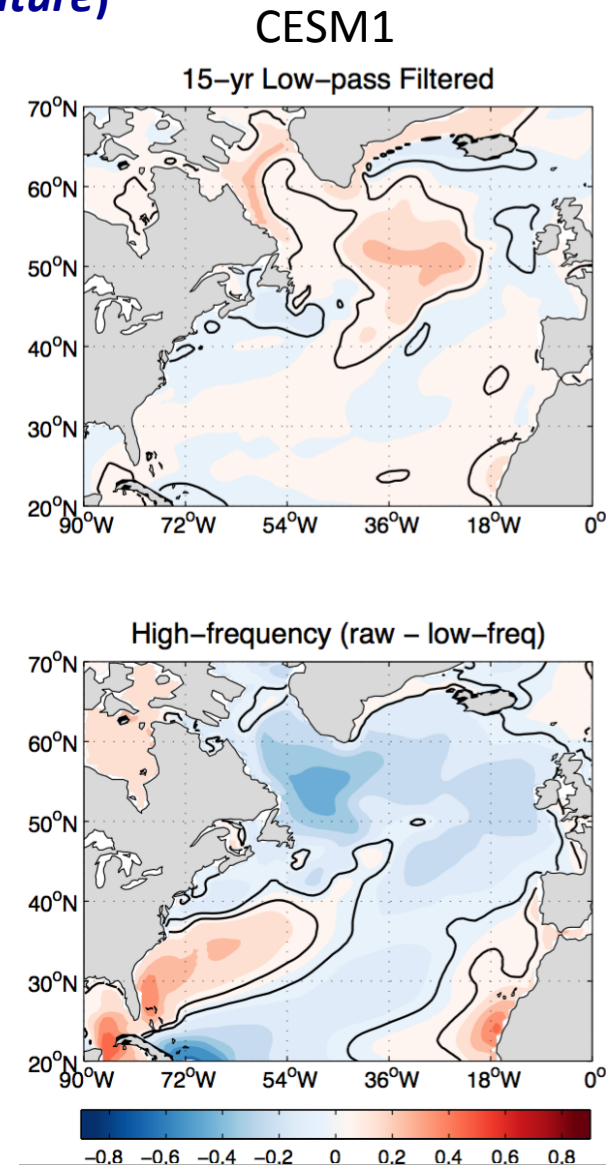 ture)
CESM1
15−yr Low−pass Filtered
70°N
60°N
50°N
40°N
30°N
20°N
90°W 72°W 54°W 36°W 18°W 0°
High−frequency (raw − low−freq)
70°N
60°N
50°N
40°N
30°N
20°N
90°W 72°W 54°W 36°W 18°W 0°
−0.8 −0.6 −0.4 −0.2 0 0.2 0.4 0.6 0.8